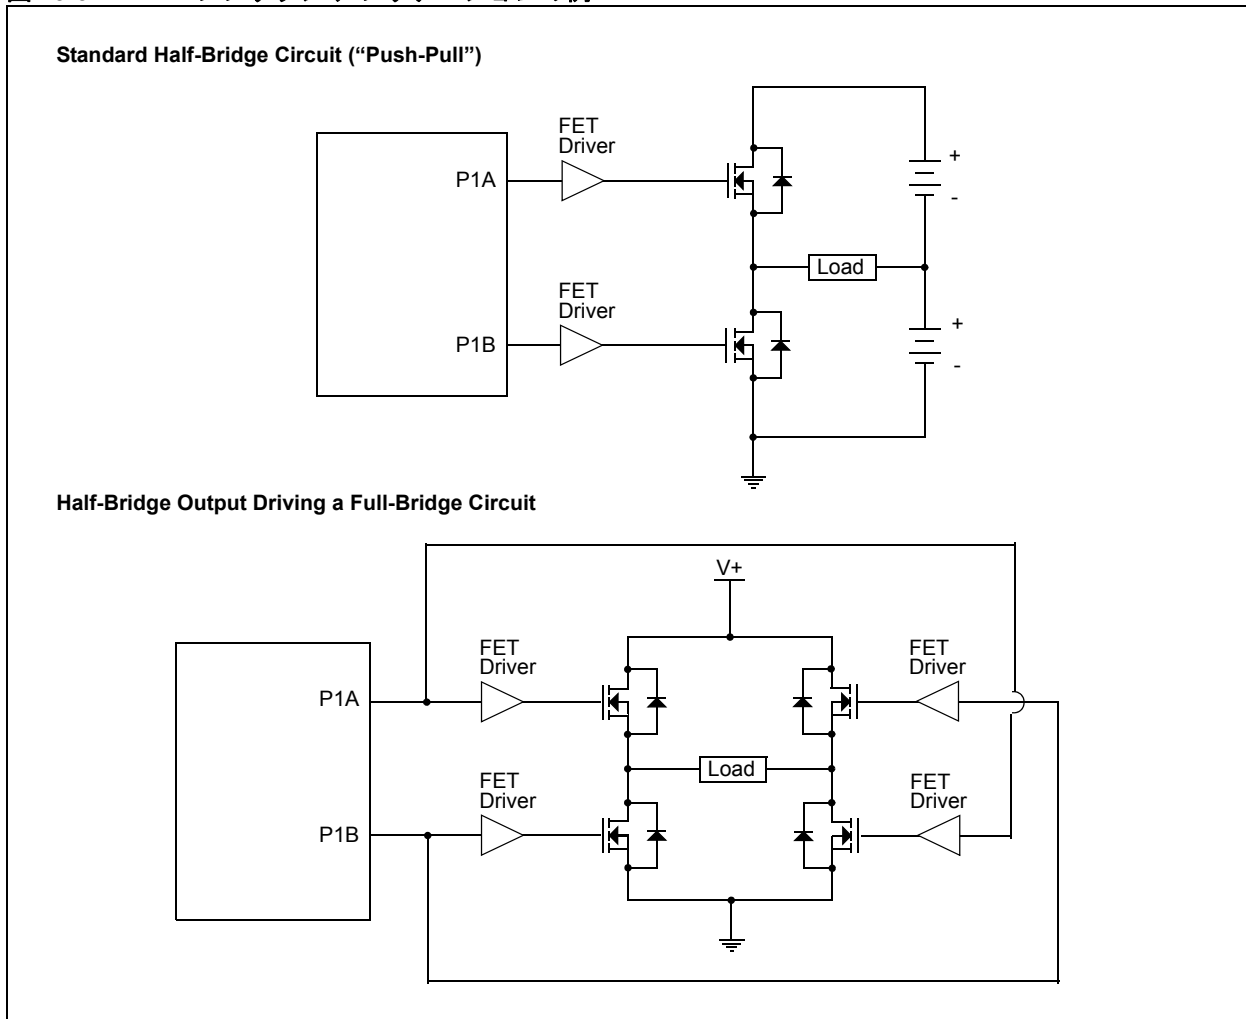 Standard Half-Bridge Circuit (“Push-Pull”)
FET
Driver
P1A
+
-
Load
FET
Driver
P1B
+
-
Half-Bridge Output Driving a Full-Bridge Circuit
V+
FET
Driver
FET
Driver
P1A
Load
FET
Driver
FET
Driver
P1B